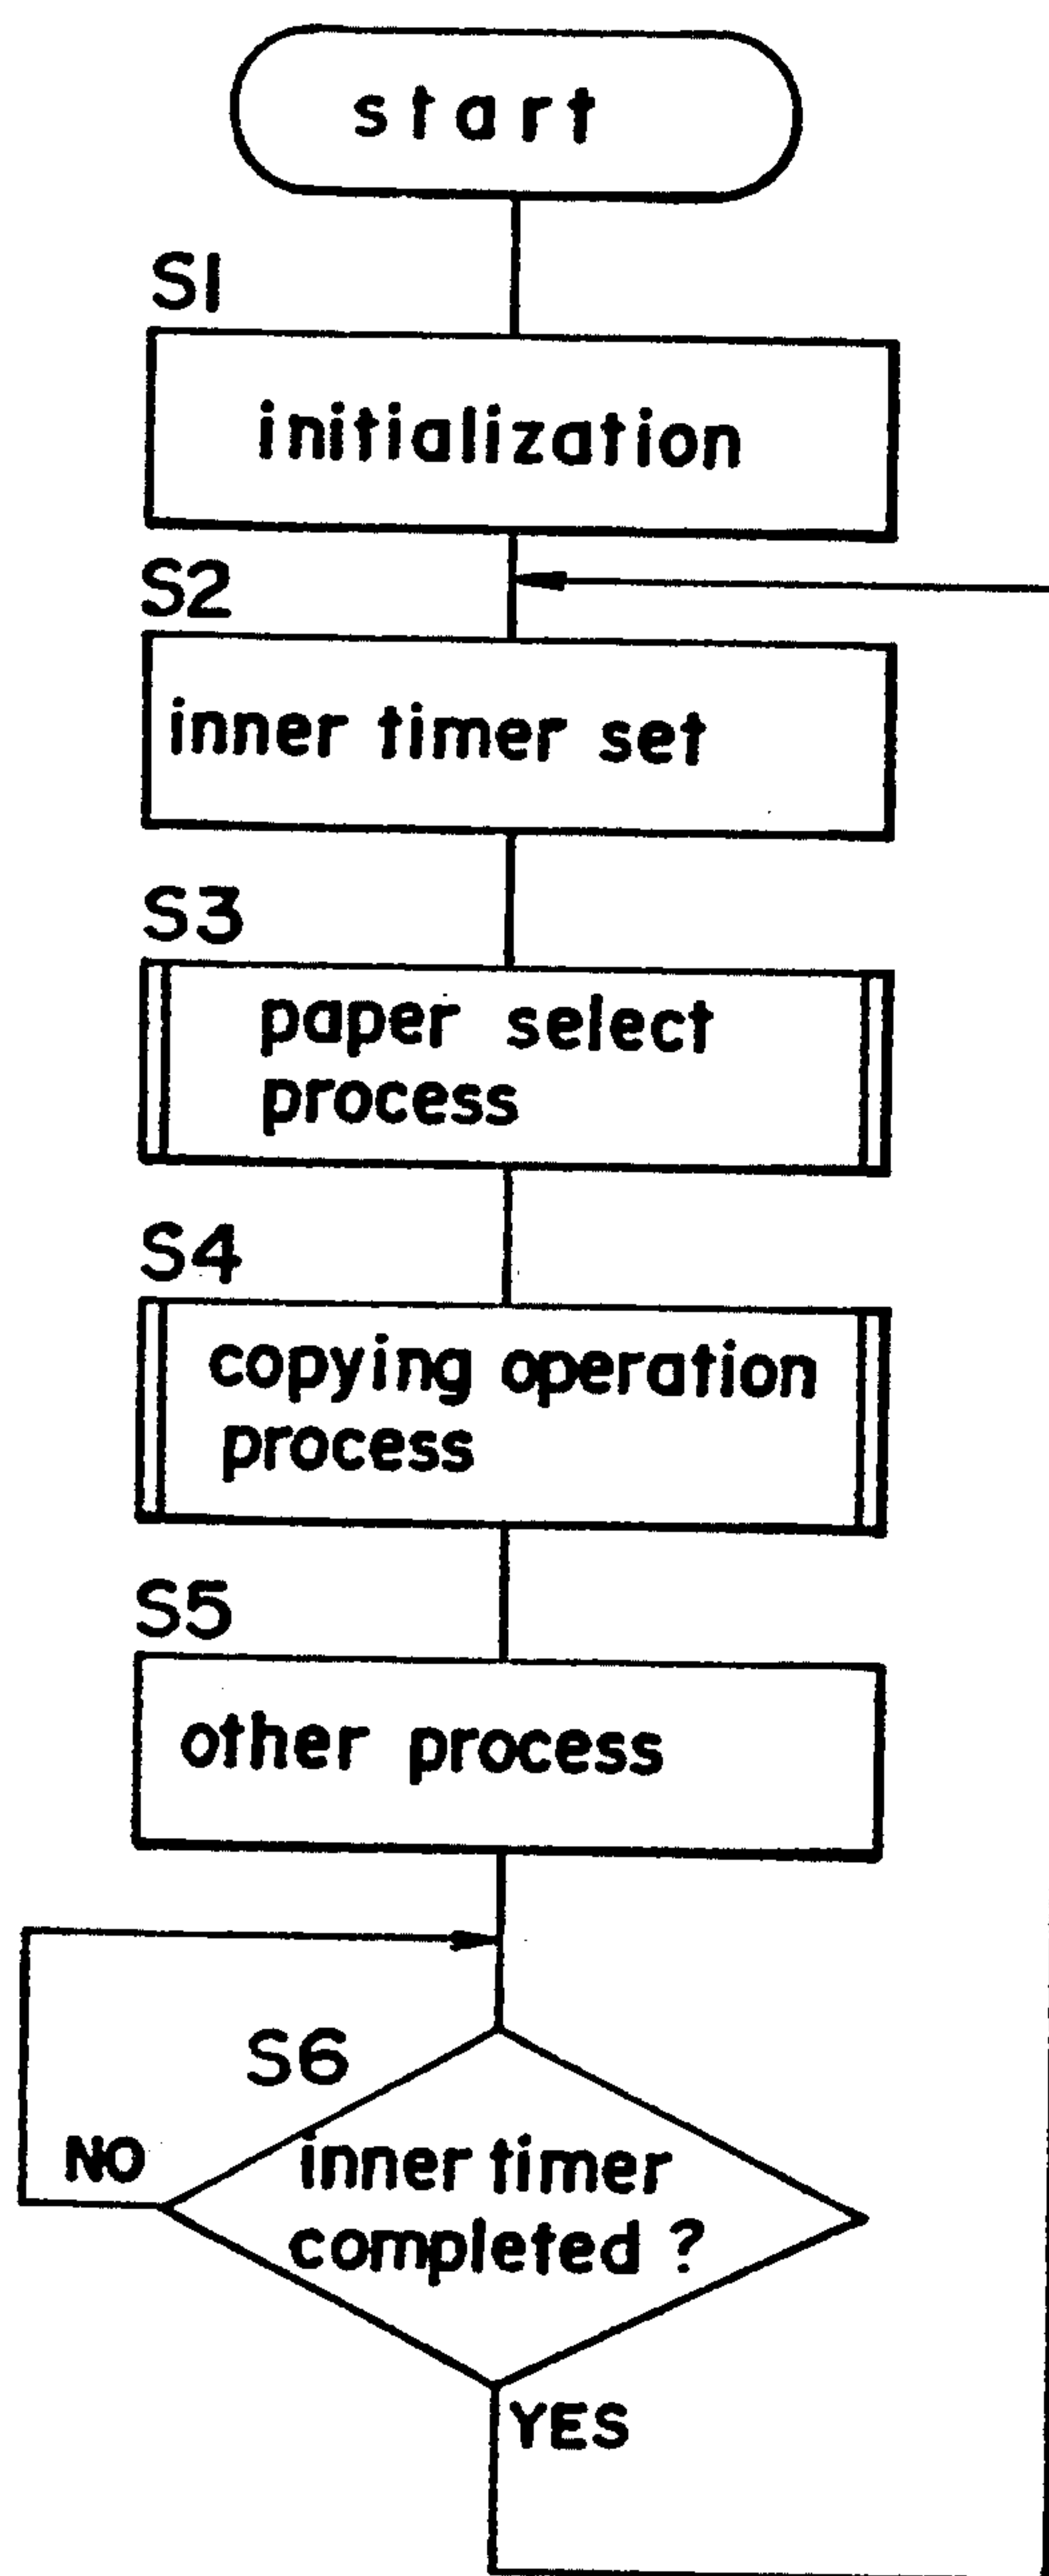 start
S1
initialization
S2
inner timer set
S3
paper select
process
S4
copying operation
process
S5
other process
S6
NO
inner timer
completed ?
YES